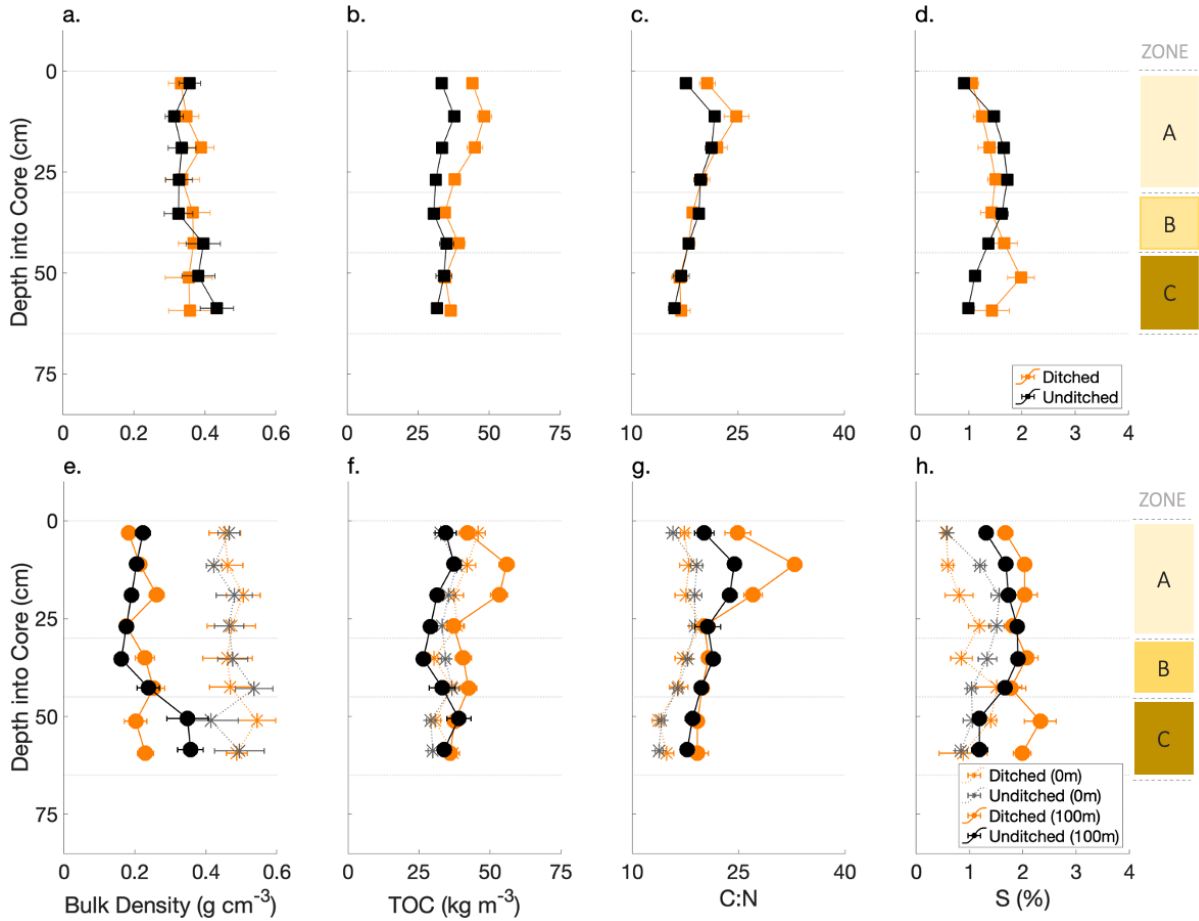 a.
b.
c.
d.
ZONE
0
25
50
75
Depth into Core (cm)
A
B
C
Ditched
Unditched
0 0.2 0.4 0.6
0 25 50 75
10 25 40
0 1 2 3 4
e.
f.
g.
h.
ZONE
0
25
50
75
Depth into Core (cm)
A
B
C
Ditched (0m)
Unditched (0m)
Ditched (100m)
Unditched (100m)
0 0.2 0.4 0.6
0 25 50 75
10 25 40
0 1 2 3 4
Bulk Density (g cm⁻³)
TOC (kg m⁻³)
C:N
S (%)